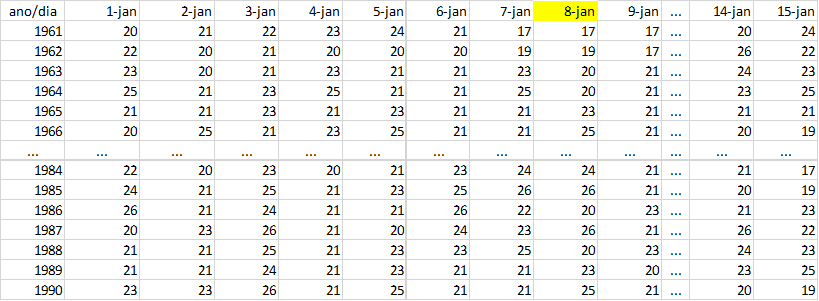 ano/dia 1-jan 2-jan 3-jan 4-jan 5-jan 6-jan 7-jan 8-jan 9-jan ... 14-jan 15-jan
1961 20 21 22 23 24 21 17 17 17 ... 20 24
1962 22 20 21 20 20 20 19 19 17 ... 26 22
1963 23 20 21 23 21 21 23 20 21 ... 24 23
1964 25 21 23 21 21 21 25 20 21 ... 23 25
1965 21 21 23 21 23 21 21 23 21 ... 21 21
1966 20 25 21 23 25 21 21 25 21 ... 20 19
... ... ... ... ... ... ... ... ... ... ... ...
1984 22 20 23 20 21 23 24 24 21 ... 21 17
1985 24 21 25 21 23 25 26 26 21 ... 20 19
1986 26 21 24 21 21 26 22 20 23 ... 21 23
1987 20 23 26 21 20 24 23 26 21 ... 26 22
1988 21 21 25 21 23 23 25 20 23 ... 24 23
1989 21 21 24 21 23 21 21 23 20 ... 23 25
1990 23 23 26 21 25 21 21 25 21 ... 20 19